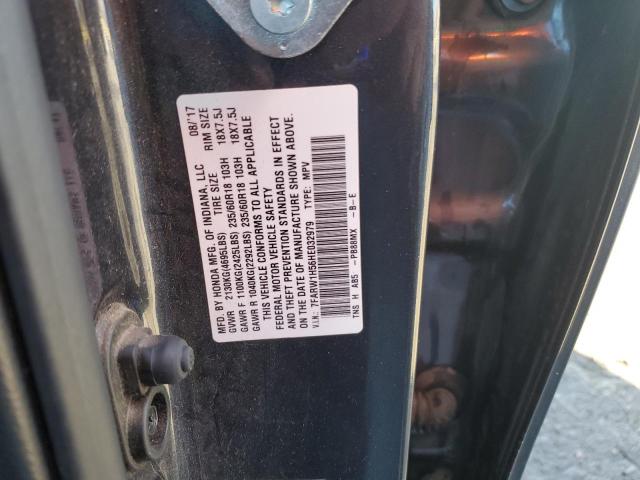 MFD. BY HONDA MFG. OF INDIANA, LLC 08/'17
TIRE SIZE RIM SIZE
GVWR 2130KG(4695LBS)
GAWR F 1100KG(2425LBS) 235/60R18 103H 18X7.5J
GAWR R 1040KG(2292LBS) 235/60R18 103H 18X7.5J
THIS VEHICLE CONFORMS TO ALL APPLICABLE
FEDERAL MOTOR VEHICLE SAFETY
AND THEFT PREVENTION STANDARDS IN EFFECT
ON THE DATE OF MANUFACTURE SHOWN ABOVE.
V.I.N.: 7FARW1H56HE032979 TYPE: MPV
TNS H ABS -PB88MX -B-E